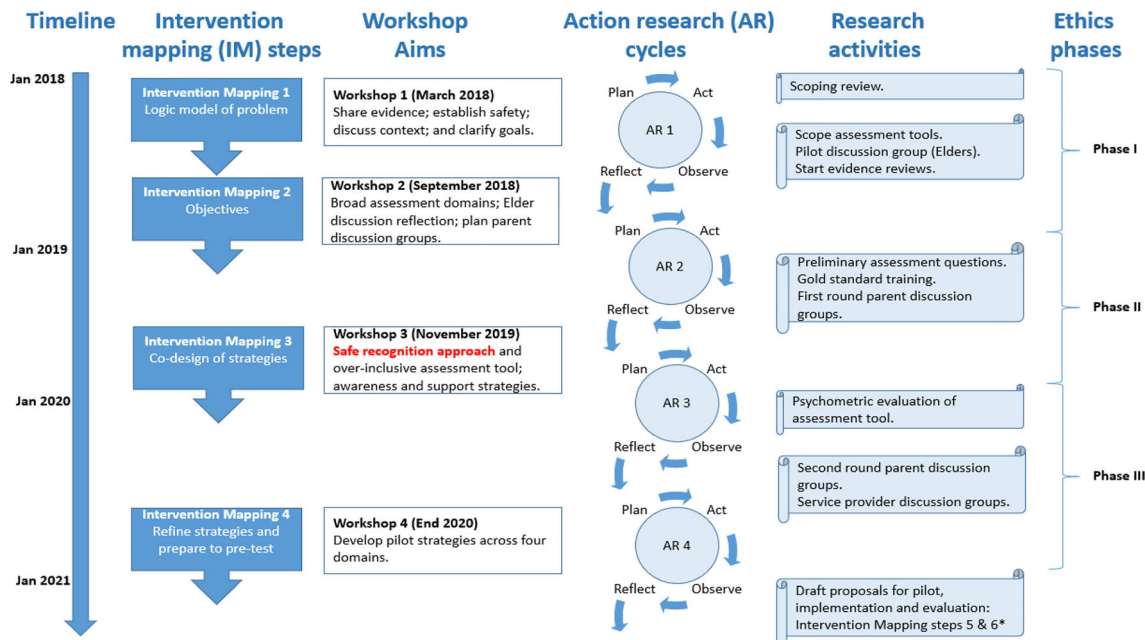 Timeline
Intervention
mapping (IM) steps
Workshop
Aims
Action research (AR)
cycles
Research
activities
Ethics
phases
Jan 2018
Jan 2019
Jan 2020
Jan 2021
Intervention Mapping 1
Logic model of problem
Intervention Mapping 2
Objectives
Intervention Mapping 3
Co-design of strategies
Intervention Mapping 4
Refine strategies and
prepare to pre-test
Workshop 1 (March 2018)
Share evidence; establish safety;
discuss context; and clarify goals.
Workshop 2 (September 2018)
Broad assessment domains; Elder
discussion reflection; plan parent
discussion groups.
Workshop 3 (November 2019)
Safe recognition approach and
over-inclusive assessment tool;
awareness and support strategies.
Workshop 4 (End 2020)
Develop pilot strategies across four
domains.
Plan
Act
AR 1
Reflect
Observe
Plan
Act
AR 2
Reflect
Observe
Plan
Act
AR 3
Reflect
Observe
Plan
Act
AR 4
Reflect
Observe
Scoping review.
Scope assessment tools.
Pilot discussion group (Elders).
Start evidence reviews.
Preliminary assessment questions.
Gold standard training.
First round parent discussion
groups.
Psychometric evaluation of
assessment tool.
Second round parent discussion
groups.
Service provider discussion groups.
Draft proposals for pilot,
implementation and evaluation:
Intervention Mapping steps 5 & 6*
Phase I
Phase II
Phase III